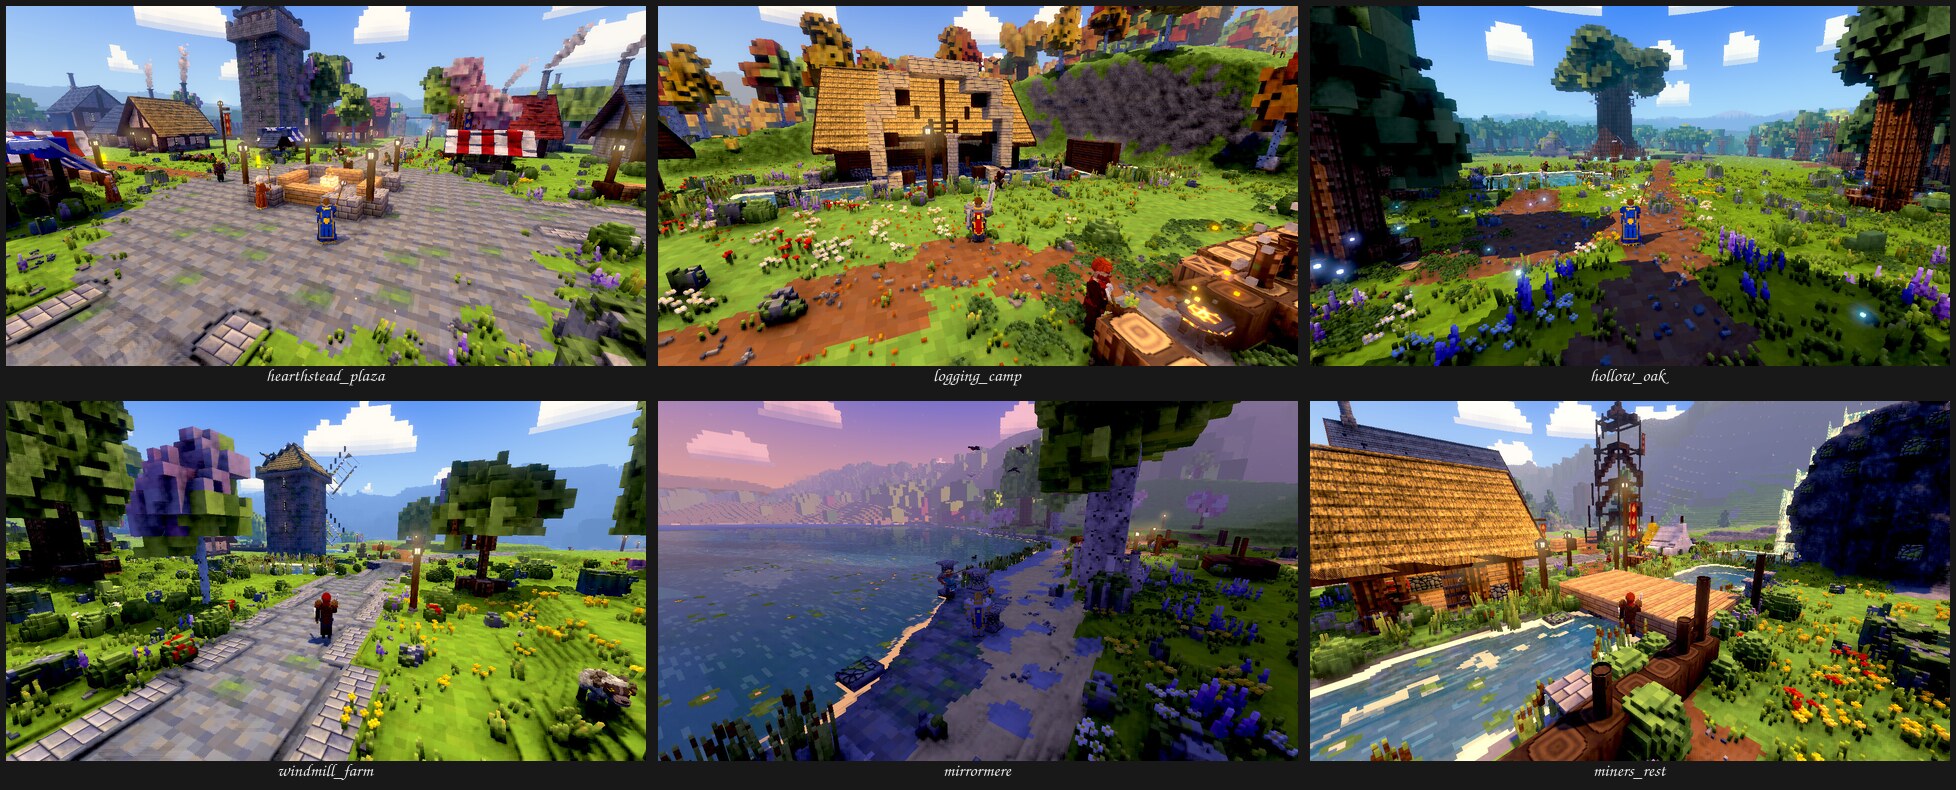 hearthstead_plaza
logging_camp
hollow_oak
windmill_farm
mirrormere
miners_rest